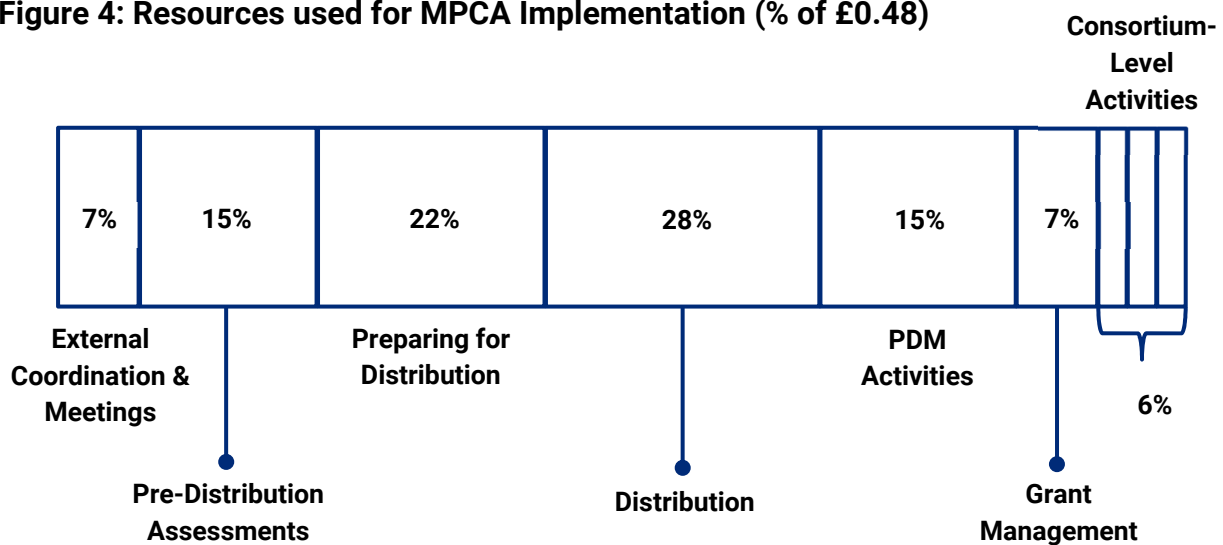 Figure 4: Resources used for MPCA Implementation (% of £0.48)
Consortium-
Level
Activities
7%
15%
22%
28%
15%
7%
External
Coordination &
Meetings
Preparing for
Distribution
PDM
Activities
6%
Pre-Distribution
Assessments
Distribution
Grant
Management